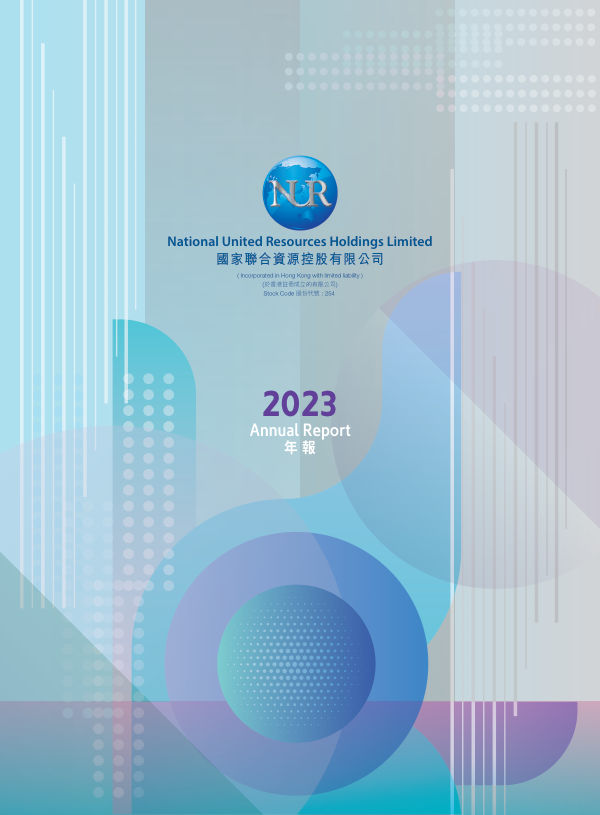 NUR
National United Resources Holdings Limited
國家聯合資源控股有限公司
( Incorporated in Hong Kong with limited liability )
(於香港註冊成立的有限公司)
Stock Code 股份代號 : 254
2023
Annual Report
年報